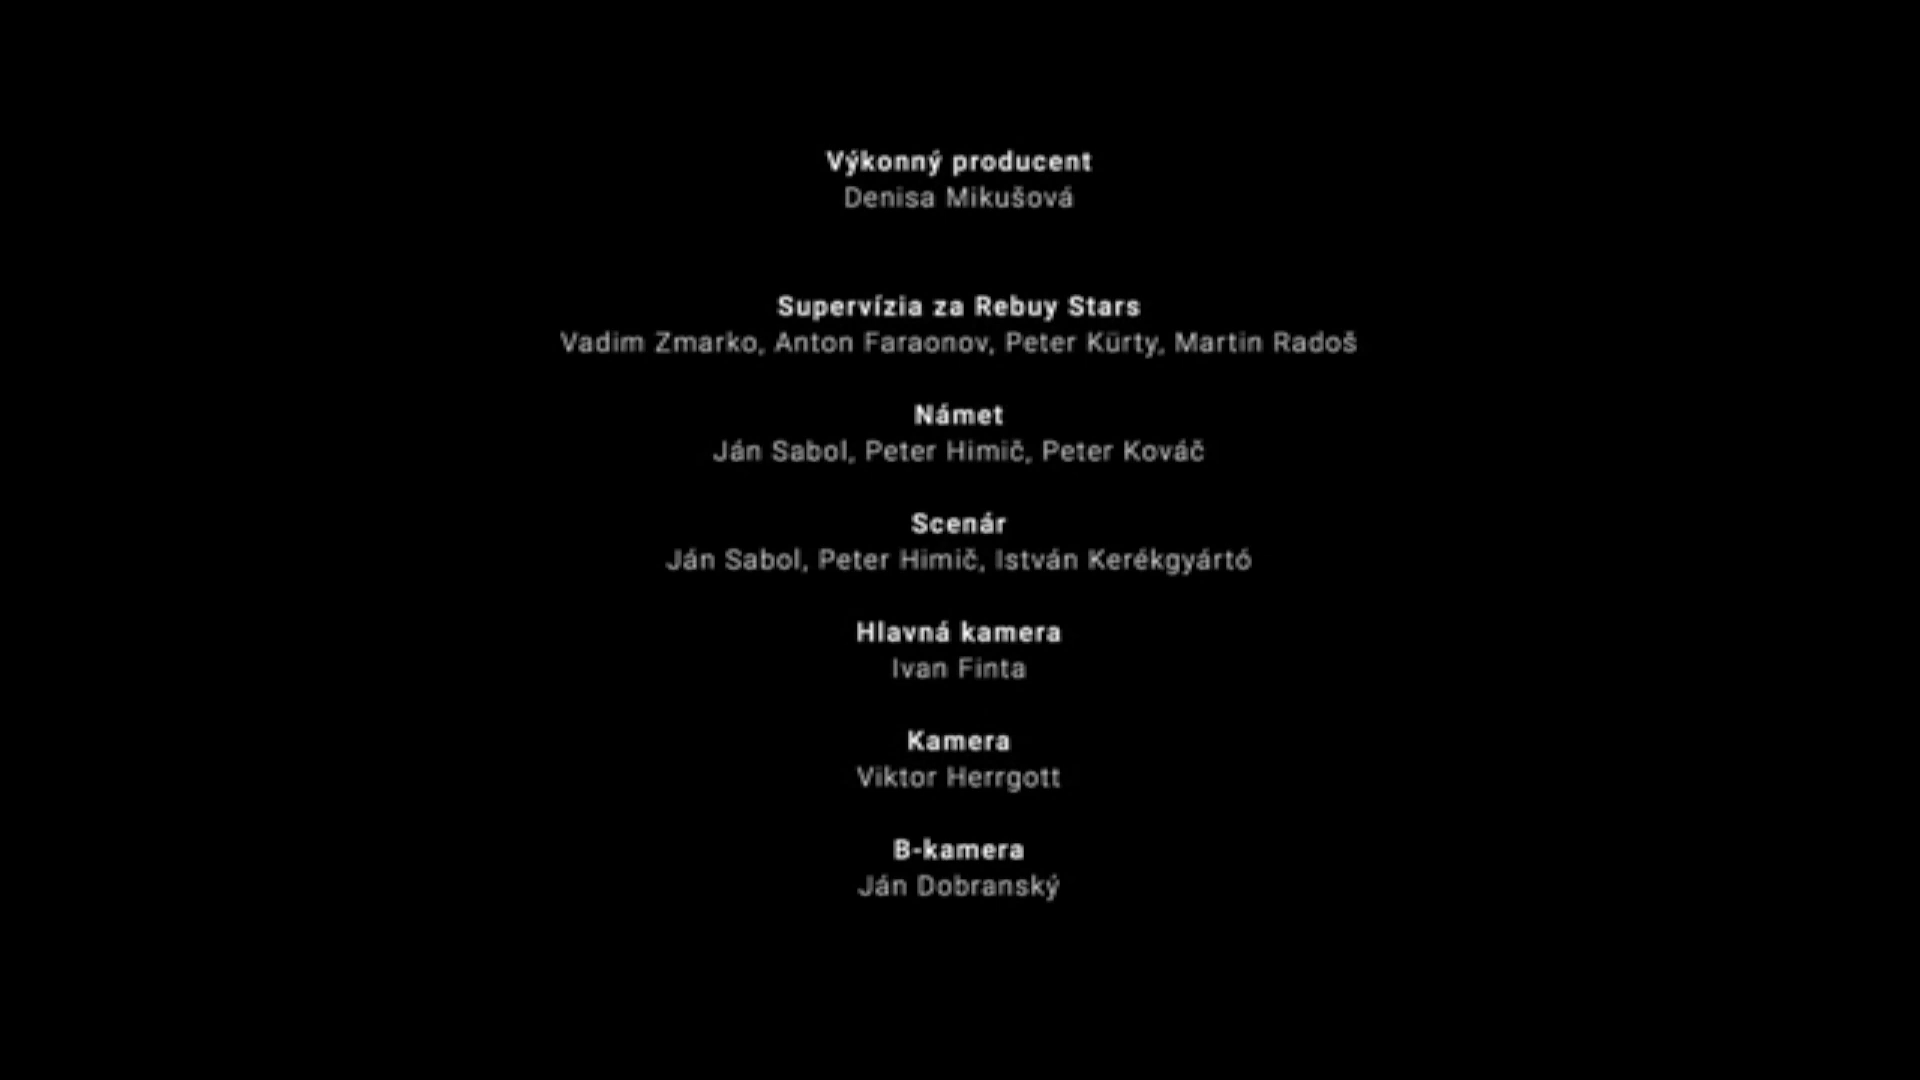 Výkonný producent
Denisa Mikušová
Supervízia za Rebuy Stars
Vadim Zmarko, Anton Faraonov, Peter Kürty, Martin Radoš
Námet
Ján Sabol, Peter Himič, Peter Kováč
Scenár
Ján Sabol, Peter Himič, István Kerékgyártó
Hlavná kamera
Ivan Finta
Kamera
Viktor Herrgott
B-kamera
Ján Dobranský